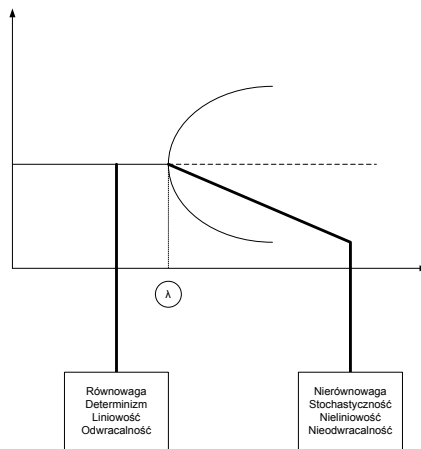 λ
Równowaga
Determinizm
Liniowość
Odwracalność
Nierównowaga
Stochastyczność
Nieliniowość
Nieodwracalność